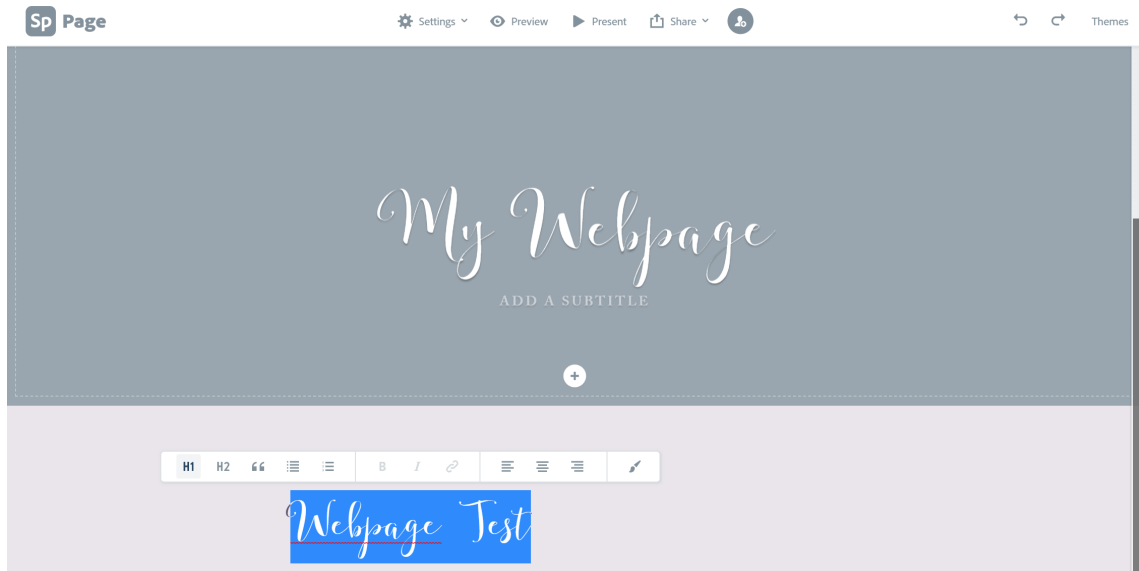 Sp Page Settings Preview Present Share Themes
My Webpage
ADD A SUBTITLE
H1 H2 B I
Webpage Test